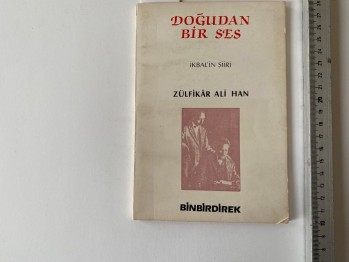 DOĞUDAN
BİR SES
İKBAL'İN ŞİİRİ
ZÜLFİKÂR ALİ HAN
BİNBİRDİREK